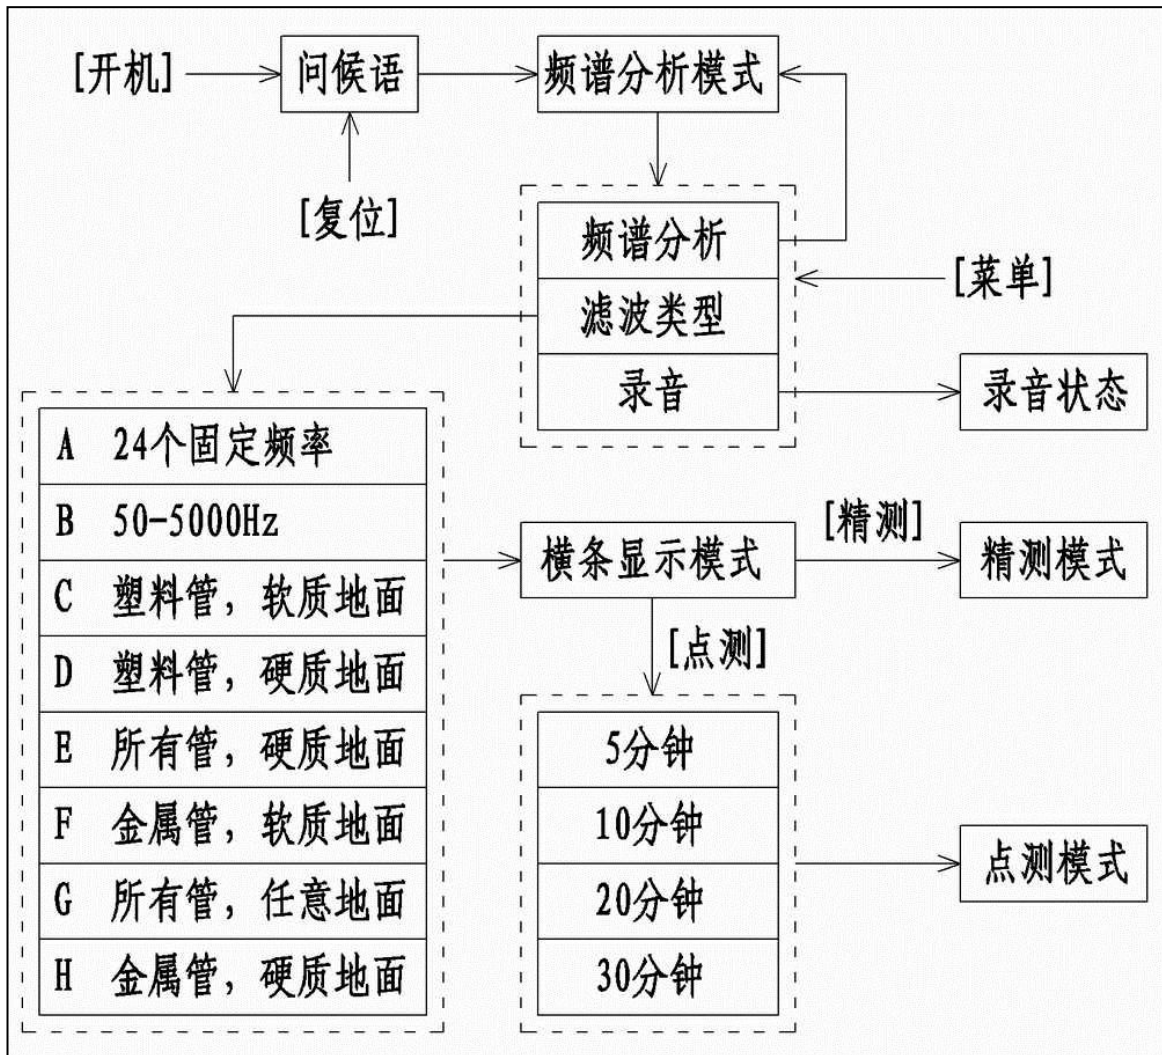 [开机]
问候语
频谱分析模式
[复位]
频谱分析
滤波类型
录音
[菜单]
录音状态
A 24个固定频率
B 50-5000Hz
C 塑料管，软质地面
D 塑料管，硬质地面
E 所有管，硬质地面
F 金属管，软质地面
G 所有管，任意地面
H 金属管，硬质地面
横条显示模式
[精测]
精测模式
[点测]
5分钟
10分钟
20分钟
30分钟
点测模式